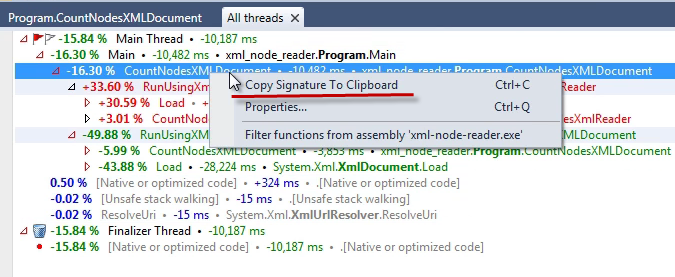 Program.CountNodesXMLDocument All threads ×
-15.84 % Main Thread • -10,187 ms
-16.30 % Main • -10,482 ms • xml_node_reader.Program.Main
-16.30 % CountNodesXMLDocument • -10,482 ms • xml_node_reader.Program.CountNodesXMLDocument
+33.60 % RunUsingXm Reader
Copy Signature To Clipboard Ctrl+C
+30.59 % Load •
Properties... Ctrl+Q
+3.01 % CountNod sXmlReader
Filter functions from assembly 'xml-node-reader.exe'
-49.88 % RunUsingXM Document
-5.99 % CountNodesXMLDocument • -3,853 ms • xml_node_reader.Program.CountNodesXMLDocument
-43.88 % Load • -28,224 ms • System.Xml.XmlDocument.Load
0.50 % [Native or optimized code] • +324 ms • .[Native or optimized code]
-0.02 % [Unsafe stack walking] • -15 ms • .[Unsafe stack walking]
-0.02 % ResolveUri • -15 ms • System.Xml.XmlUrlResolver.ResolveUri
-15.84 % Finalizer Thread • -10,187 ms
-15.84 % [Native or optimized code] • -10,187 ms • .[Native or optimized code]